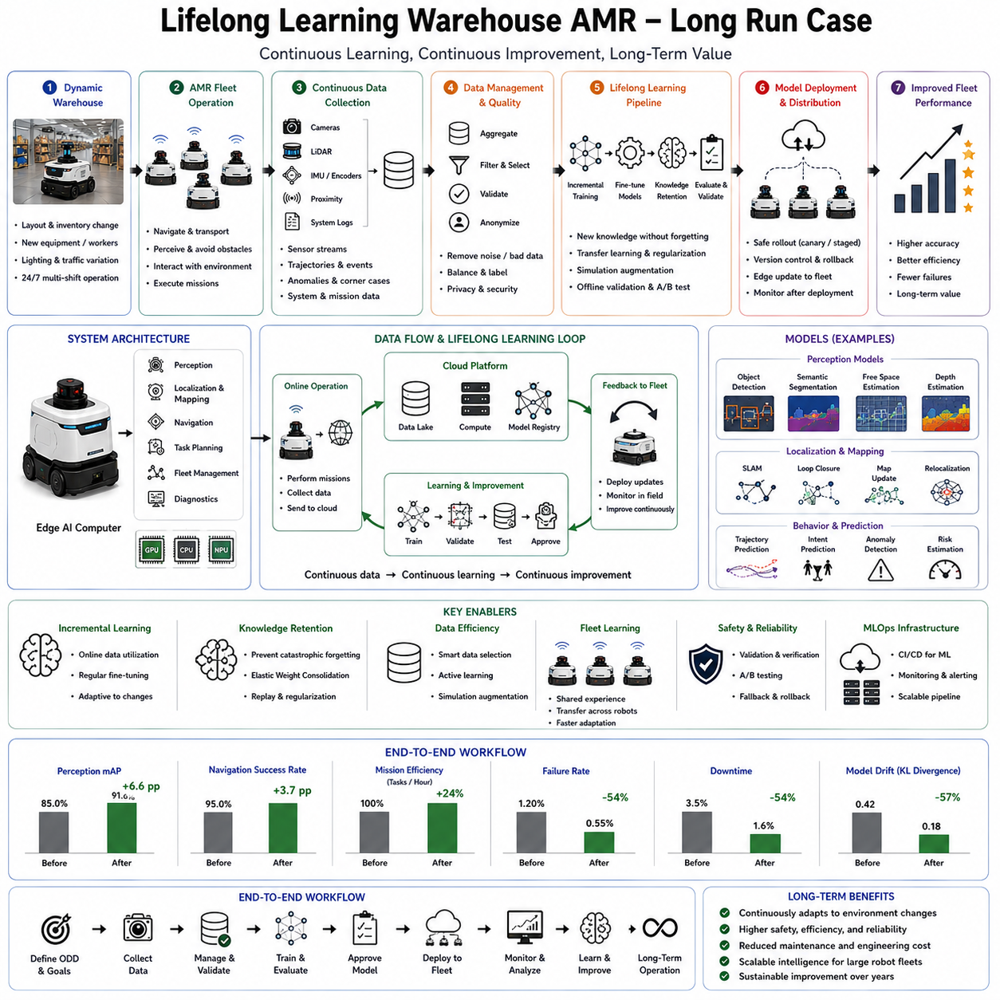 Lifelong Learning Warehouse AMR – Long Run Case
Continuous Learning, Continuous Improvement, Long-Term Value
1 Dynamic
Warehouse
• Layout & inventory change
• New equipment / workers
• Lighting & traffic variation
• 24/7 multi-shift operation
2 AMR Fleet
Operation
• Navigate & transport
• Perceive & avoid obstacles
• Interact with environment
• Execute missions
3 Continuous Data
Collection
Cameras
LiDAR
IMU / Encoders
Proximity
System Logs
• Sensor streams
• Trajectories & events
• Anomalies & corner cases
• System & mission data
4 Data Management
& Quality
Aggregate
Filter & Select
Validate
Anonymize
• Remove noise / bad data
• Balance & label
• Privacy & security
5 Lifelong Learning
Pipeline
Incremental
Training
Fine-tune
Models
Knowledge
Retention
Evaluate &
Validate
• New knowledge without forgetting
• Transfer learning & regularization
• Simulation augmentation
• Offline validation & A/B test
6 Model Deployment
& Distribution
• Safe rollout (canary / staged)
• Version control & rollback
• Edge update to fleet
• Monitor after deployment
7 Improved Fleet
Performance
• Higher accuracy
• Better efficiency
• Fewer failures
• Long-term value
SYSTEM ARCHITECTURE
Perception
Localization &
Mapping
Navigation
Task Planning
Fleet Management
Diagnostics
Edge AI Computer
GPU CPU NPU
DATA FLOW & LIFELONG LEARNING LOOP
Online Operation
• Perform missions
• Collect data
• Send to cloud
Cloud Platform
Data Lake
Compute
Model Registry
Learning & Improvement
Train
Validate
Test
Approve
Feedback to Fleet
• Deploy updates
• Monitor in field
• Improve continuously
Continuous data → Continuous learning → Continuous improvement
MODELS (EXAMPLES)
Perception Models
Object
Detection
Semantic
Segmentation
Free Space
Estimation
Depth
Estimation
Localization & Mapping
SLAM
Loop Closure
Map
Update
Relocalization
Behavior & Prediction
Trajectory
Prediction
Intent
Prediction
Anomaly
Detection
Risk
Estimation
KEY ENABLERS
Incremental Learning
• Online data utilization
• Regular fine-tuning
• Adaptive to changes
Knowledge Retention
• Prevent catastrophic forgetting
• Elastic Weight Consolidation
• Replay & regularization
Data Efficiency
• Smart data selection
• Active learning
• Simulation augmentation
Fleet Learning
• Shared experience
• Transfer across robots
• Faster adaptation
Safety & Reliability
• Validation & verification
• A/B testing
• Fallback & rollback
MLOps Infrastructure
• CI/CD for ML
• Monitoring & alerting
• Scalable pipeline
END-TO-END WORKFLOW
Perception mAP
85.0%
+6.6 pp
Before
After
Navigation Success Rate
95.0%
+3.7 pp
Before
After
Mission Efficiency
(Tasks / Hour)
100%
+24%
Before
After
Failure Rate
1.20%
-54%
0.55%
Before
After
Downtime
3.5%
-54%
1.6%
Before
After
Model Drift (KL Divergence)
0.42
-57%
0.18
Before
After
END-TO-END WORKFLOW
Define ODD
& Goals
Collect
Data
Manage &
Validate
Train &
Evaluate
Approve
Model
Deploy to
Fleet
Monitor &
Analyze
Learn &
Improve
Long-Term
Operation
LONG-TERM BENEFITS
Continuously adapts to environment changes
Higher safety, efficiency, and reliability
Reduced maintenance and engineering cost
Scalable intelligence for large robot fleets
Sustainable improvement over years